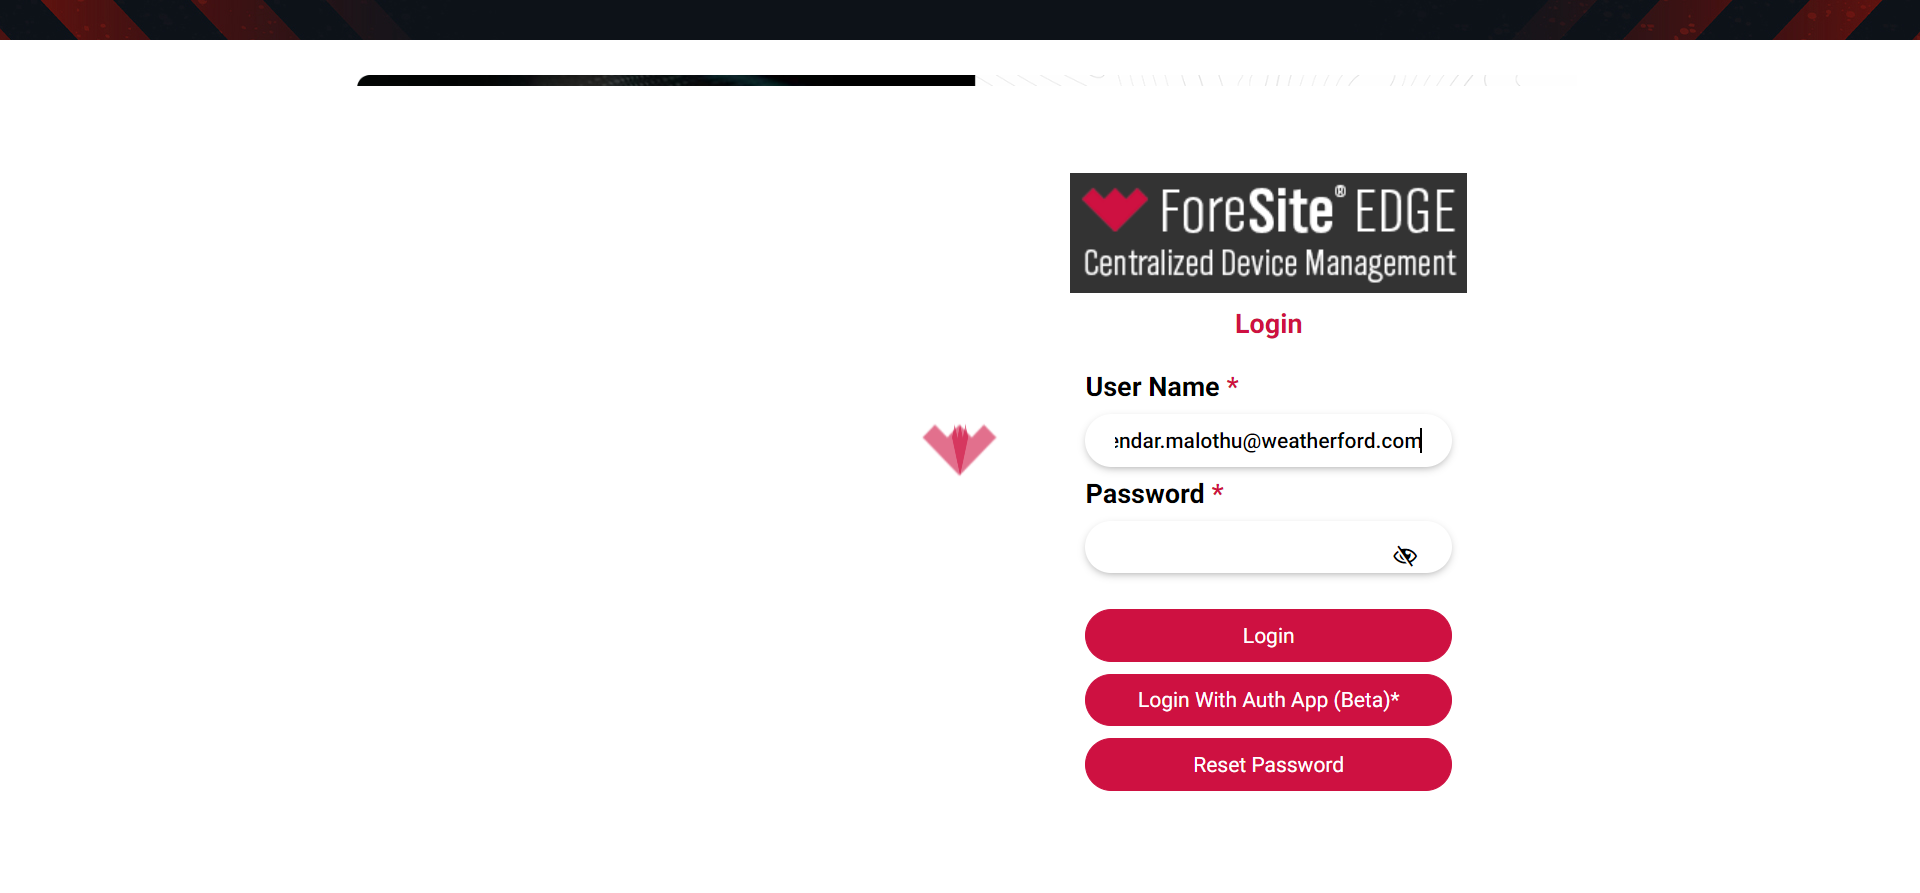 ForeSite® EDGE
Centralized Device Management
Login
User Name *
endar.malothu@weatherford.com
Password *
Login
Login With Auth App (Beta)*
Reset Password